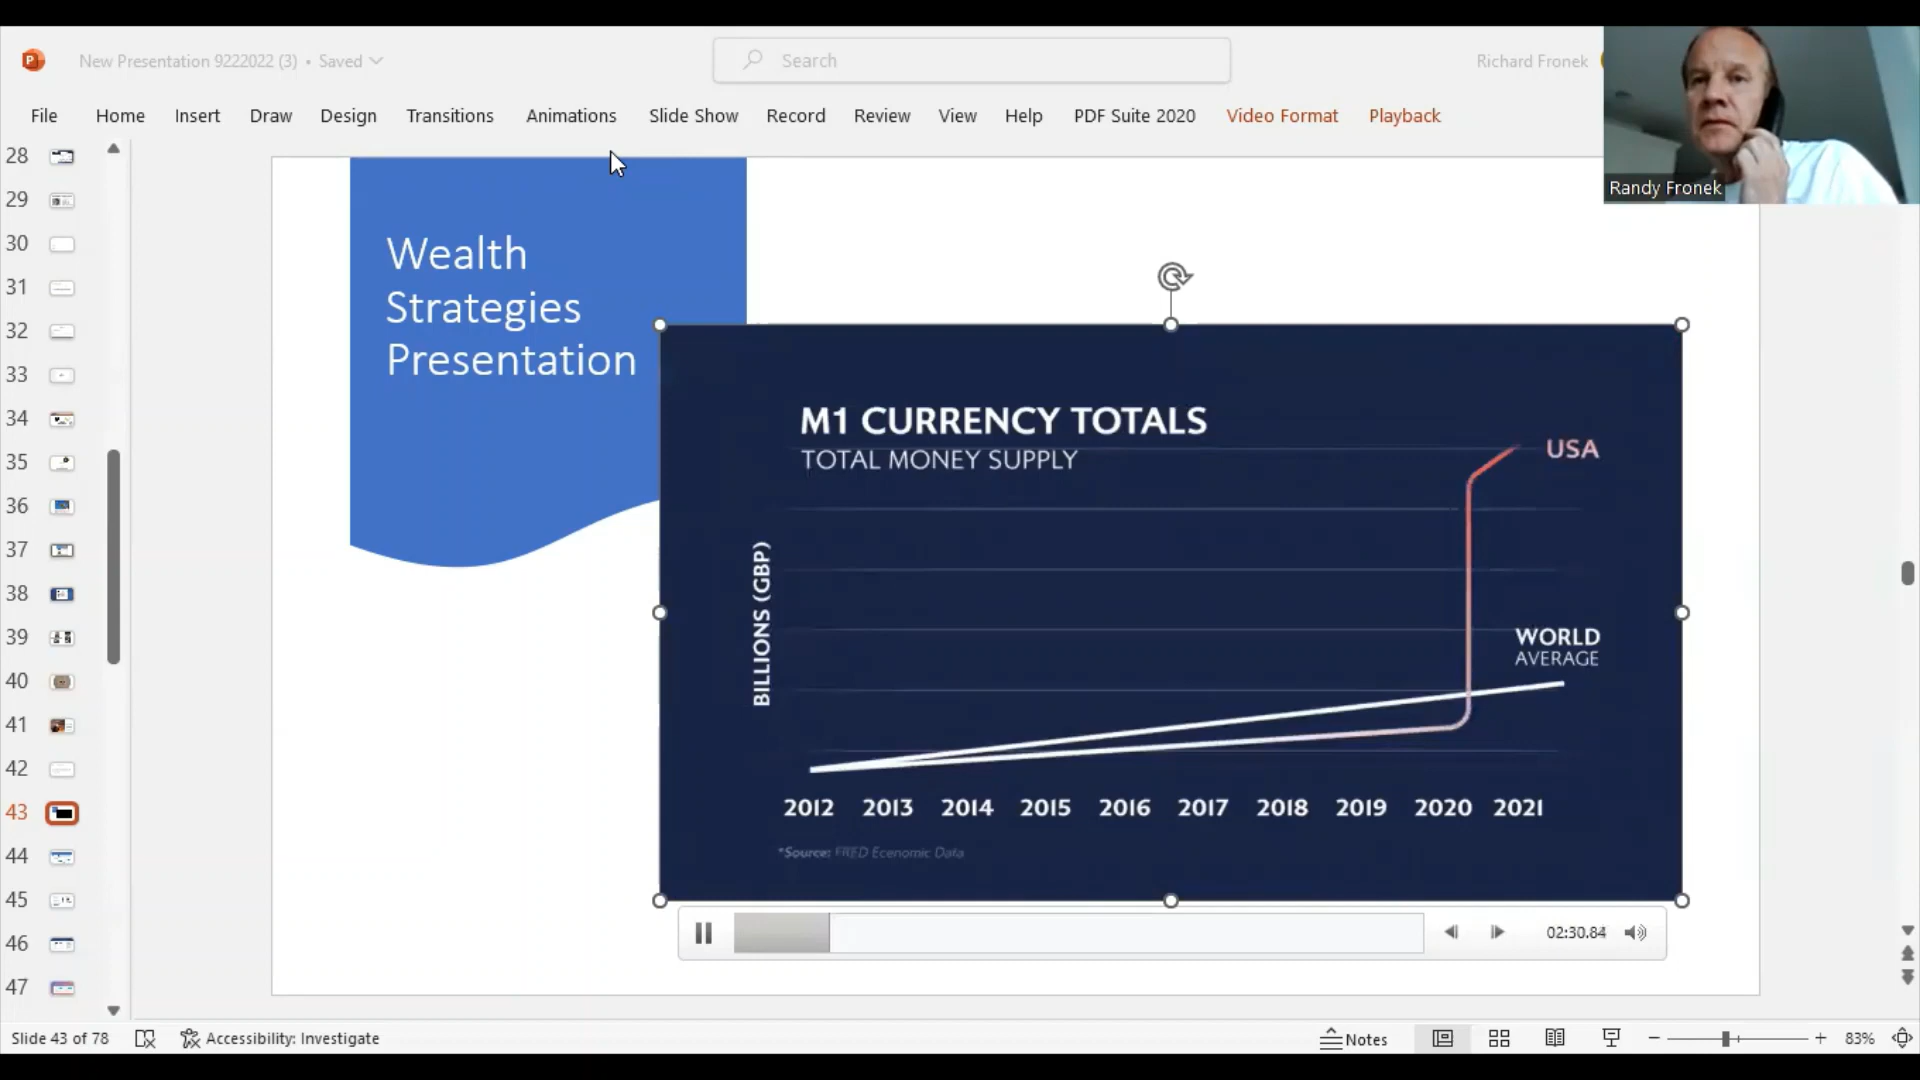 New Presentation 9222022 (3) • Saved
Search
Richard Fronek
File Home Insert Draw Design Transitions Animations Slide Show Record Review View Help PDF Suite 2020 Video Format Playback
Randy Fronek
28
29
30
31
32
33
34
35
36
37
38
39
40
41
42
43
44
45
46
47
Wealth
Strategies
Presentation
M1 CURRENCY TOTALS
TOTAL MONEY SUPPLY
USA
BILLIONS (GBP)
WORLD
AVERAGE
2012 2013 2014 2015 2016 2017 2018 2019 2020 2021
*Source: FRED Economic Data
02:30.84
Slide 43 of 78 Accessibility: Investigate Notes 83%